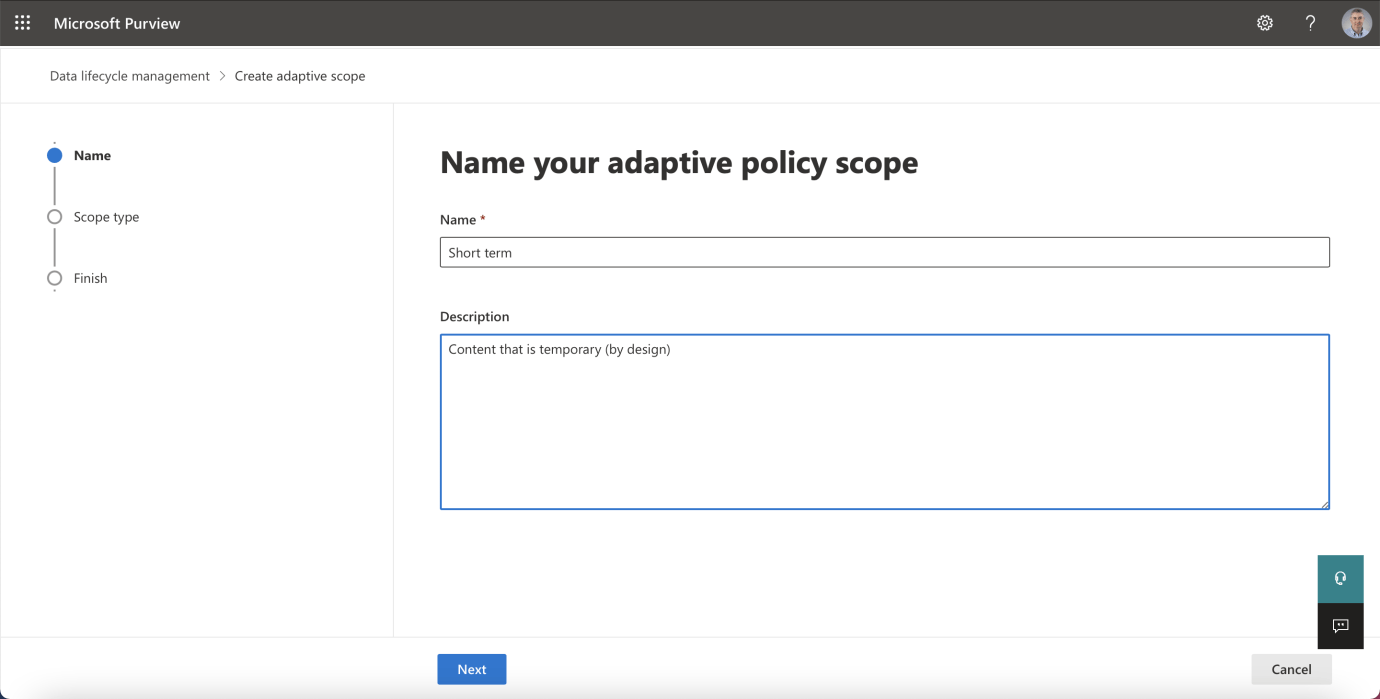 Microsoft Purview
?
Data lifecycle management > Create adaptive scope
Name
Scope type
Finish
Name your adaptive policy scope
Name *
Short term
Description
Content that is temporary (by design)
Next
Cancel